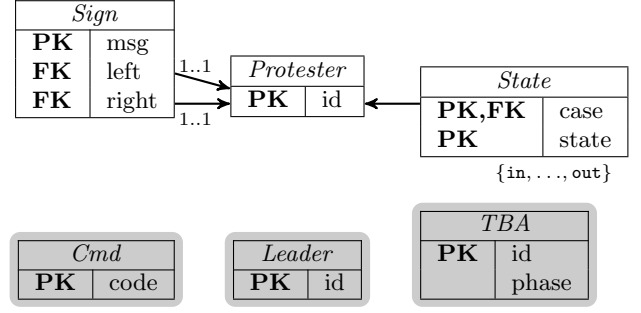 Sign
PK msg
FK left
FK right
1..1
1..1
Protester
PK id
State
PK,FK case
PK state
{in,...,out}
Cmd
PK code
Leader
PK id
TBA
PK id
phase